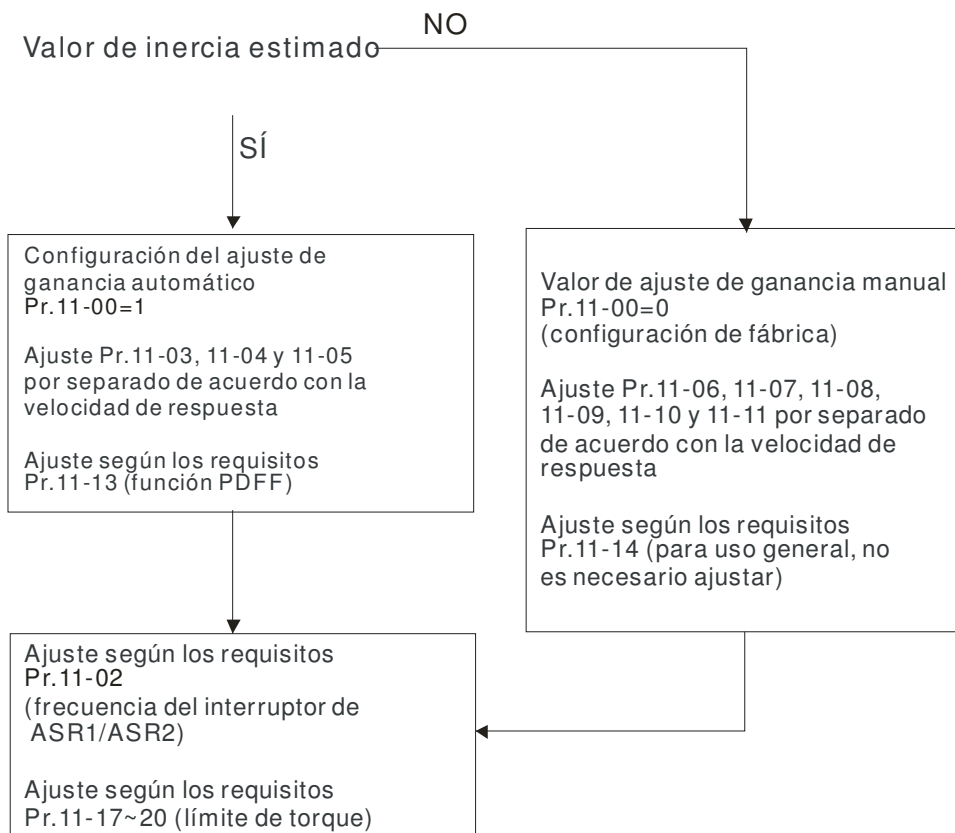 NO
Valor de inercia estimado
SÍ
Configuración del ajuste de
ganancia automático
Pr.11-00=1
Ajuste Pr.11-03, 11-04 y 11-05
por separado de acuerdo con la
velocidad de respuesta
Ajuste según los requisitos
Pr.11-13 (función PDFF)
Valor de ajuste de ganancia manual
Pr.11-00=0
(configuración de fábrica)
Ajuste Pr.11-06, 11-07, 11-08,
11-09, 11-10 y 11-11 por separado
de acuerdo con la velocidad de
respuesta
Ajuste según los requisitos
Pr.11-14 (para uso general, no
es necesario ajustar)
Ajuste según los requisitos
Pr.11-02
(frecuencia del interruptor de
ASR1/ASR2)
Ajuste según los requisitos
Pr.11-17~20 (límite de torque)